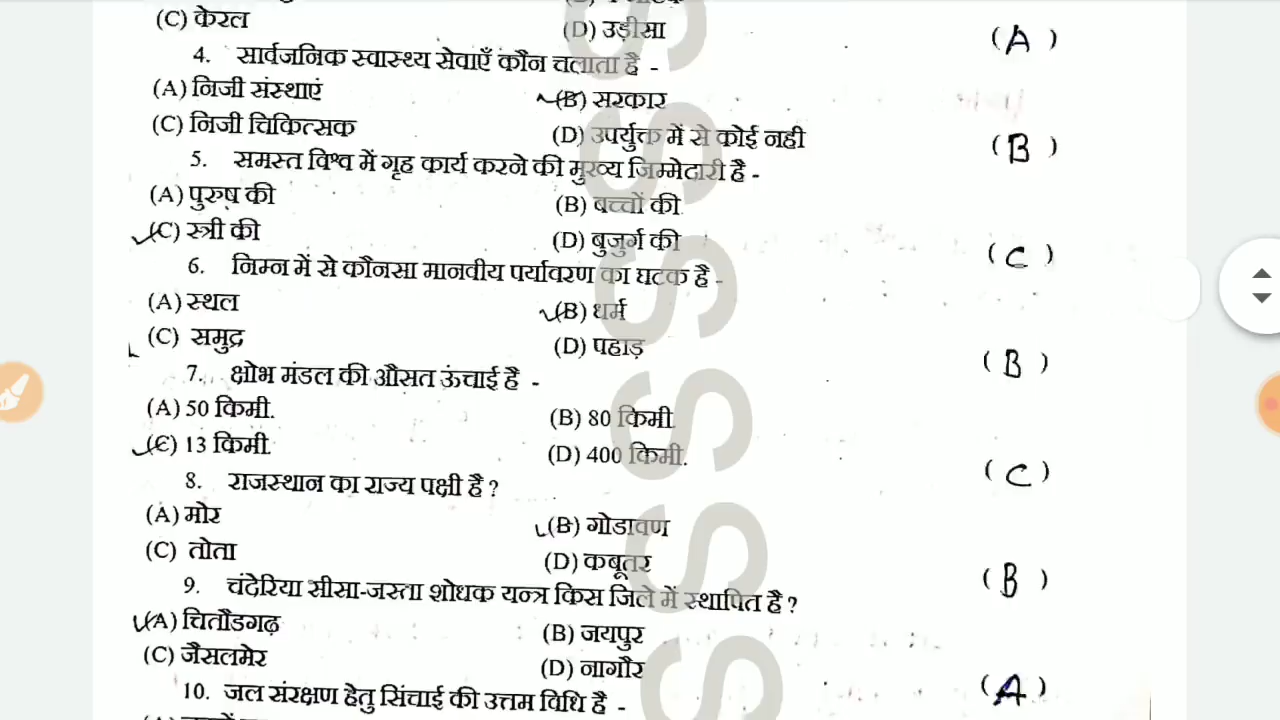 (C) केरल (D) उड़ीसा (A)
4. सार्वजनिक स्वास्थ्य सेवाएँ कौन चलाता है -
(A) निजी संस्थाएं (B) सरकार
(C) निजी चिकित्सक (D) उपर्युक्त में से कोई नही (B)
5. समस्त विश्व में गृह कार्य करने की मुख्य जिम्मेदारी है -
(A) पुरुष की (B) बच्चों की
(C) स्त्री की (D) बुजुर्ग की (C)
6. निम्न में से कौनसा मानवीय पर्यावरण का घटक है -
(A) स्थल (B) धर्म
(C) समुद्र (D) पहाड़ (B)
7. क्षोभ मंडल की औसत ऊंचाई है -
(A) 50 किमी. (B) 80 किमी.
(C) 13 किमी. (D) 400 किमी. (C)
8. राजस्थान का राज्य पक्षी है ?
(A) मोर (B) गोडावण
(C) तोता (D) कबूतर (B)
9. चंदेरिया सीसा-जस्ता शोधक यन्त्र किस जिले में स्थापित है ?
(A) चितौडगढ़ (B) जयपुर
(C) जैसलमेर (D) नागौर (A)
10. जल संरक्षण हेतु सिंचाई की उत्तम विधि है -
SSSSSSS